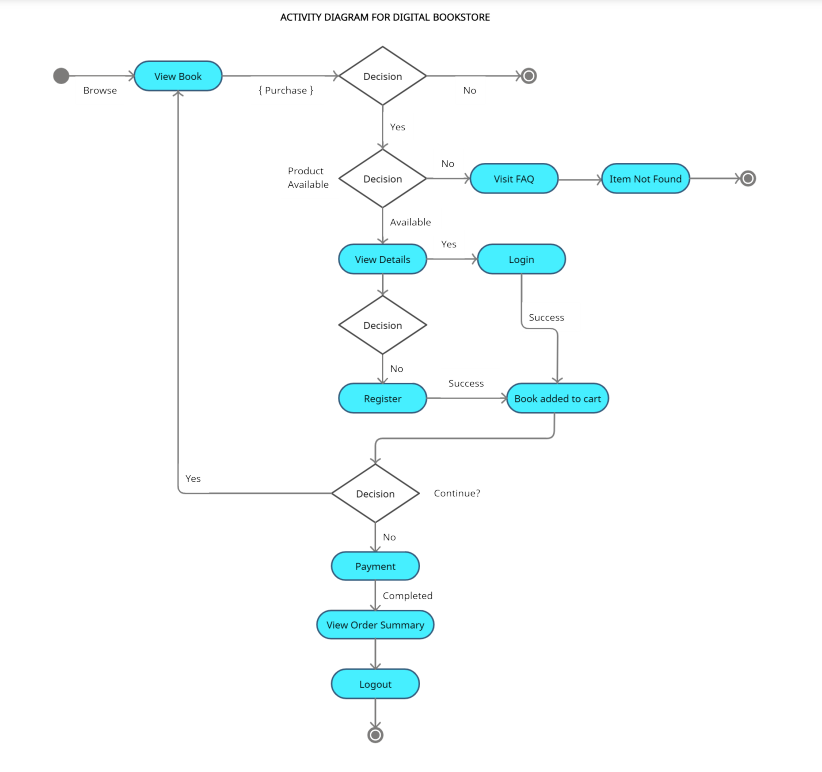 ACTIVITY DIAGRAM FOR DIGITAL BOOKSTORE
View Book
Decision
Browse
{ Purchase }
No
Yes
No
Product
Available
Decision
Visit FAQ
Item Not Found
Available
Yes
View Details
Login
Success
Decision
No
Success
Register
Book added to cart
Yes
Decision
Continue?
No
Payment
Completed
View Order Summary
Logout